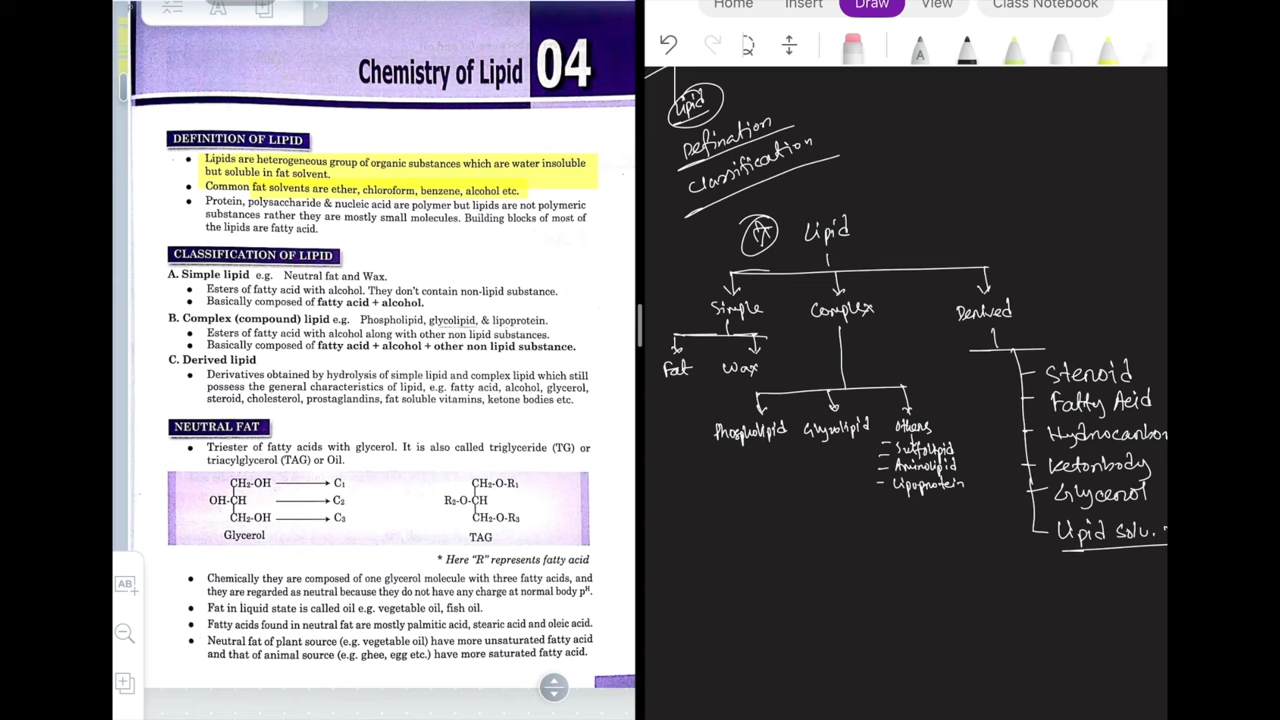 Chemistry of Lipid 04
DEFINITION OF LIPID
• Lipids are heterogeneous group of organic substances which are water insoluble
but soluble in fat solvent.
• Common fat solvents are ether, chloroform, benzene, alcohol etc.
• Protein, polysaccharide & nucleic acid are polymer but lipids are not polymeric
substances rather they are mostly small molecules. Building blocks of most of
the lipids are fatty acid.
CLASSIFICATION OF LIPID
A. Simple lipid e.g. Neutral fat and Wax.
• Esters of fatty acid with alcohol. They don't contain non-lipid substance.
• Basically composed of fatty acid + alcohol.
B. Complex (compound) lipid e.g. Phospholipid, glycolipid, & lipoprotein.
• Esters of fatty acid with alcohol along with other non lipid substances.
• Basically composed of fatty acid + alcohol + other non lipid substance.
C. Derived lipid
• Derivatives obtained by hydrolysis of simple lipid and complex lipid which still
possess the general characteristics of lipid, e.g. fatty acid, alcohol, glycerol,
steroid, cholesterol, prostaglandins, fat soluble vitamins, ketone bodies etc.
NEUTRAL FAT
• Triester of fatty acids with glycerol. It is also called triglyceride (TG) or
triacylglycerol (TAG) or Oil.
CH₂-OH → C₁ CH₂-O-R₁
OH-CH → C₂ R₂-O-CH
CH₂-OH → C₃ CH₂-O-R₃
Glycerol TAG
* Here "R" represents fatty acid
• Chemically they are composed of one glycerol molecule with three fatty acids, and
they are regarded as neutral because they do not have any charge at normal body pᴴ.
• Fat in liquid state is called oil e.g. vegetable oil, fish oil.
• Fatty acids found in neutral fat are mostly palmitic acid, stearic acid and oleic acid.
• Neutral fat of plant source (e.g. vegetable oil) have more unsaturated fatty acid
and that of animal source (e.g. ghee, egg etc.) have more saturated fatty acid.
AB
Home Insert Draw View Class Notebook
A
Lipid
Defination
Classification
Lipid
Simple Complex Derived
Fat Wax
Phospholipid Glycolipid Others
- Sulfolipid
- Aminolipid
- Lipoprotein
Steroid
Fatty Acid
Hydrocarbon
Ketonbody
Glycerol
Lipid solu.